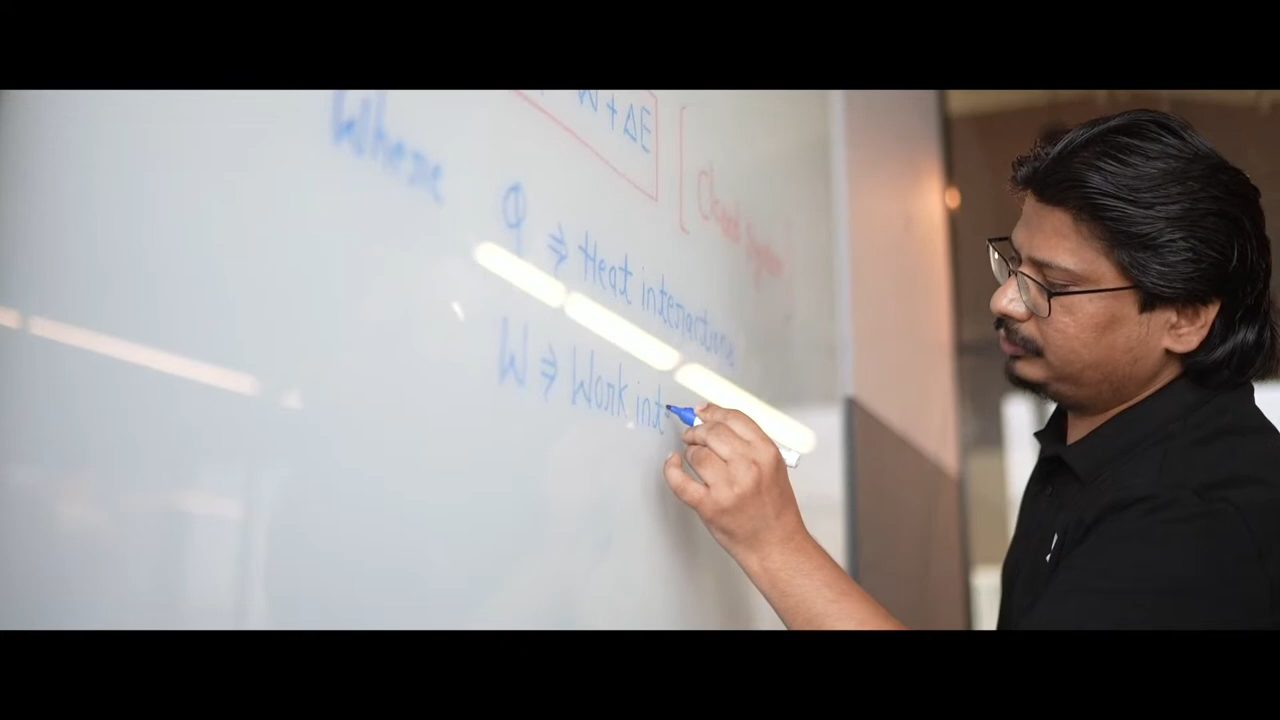 W + ΔE
[Closed System]
Where
Q ⇒ Heat interactions
W ⇒ Work int